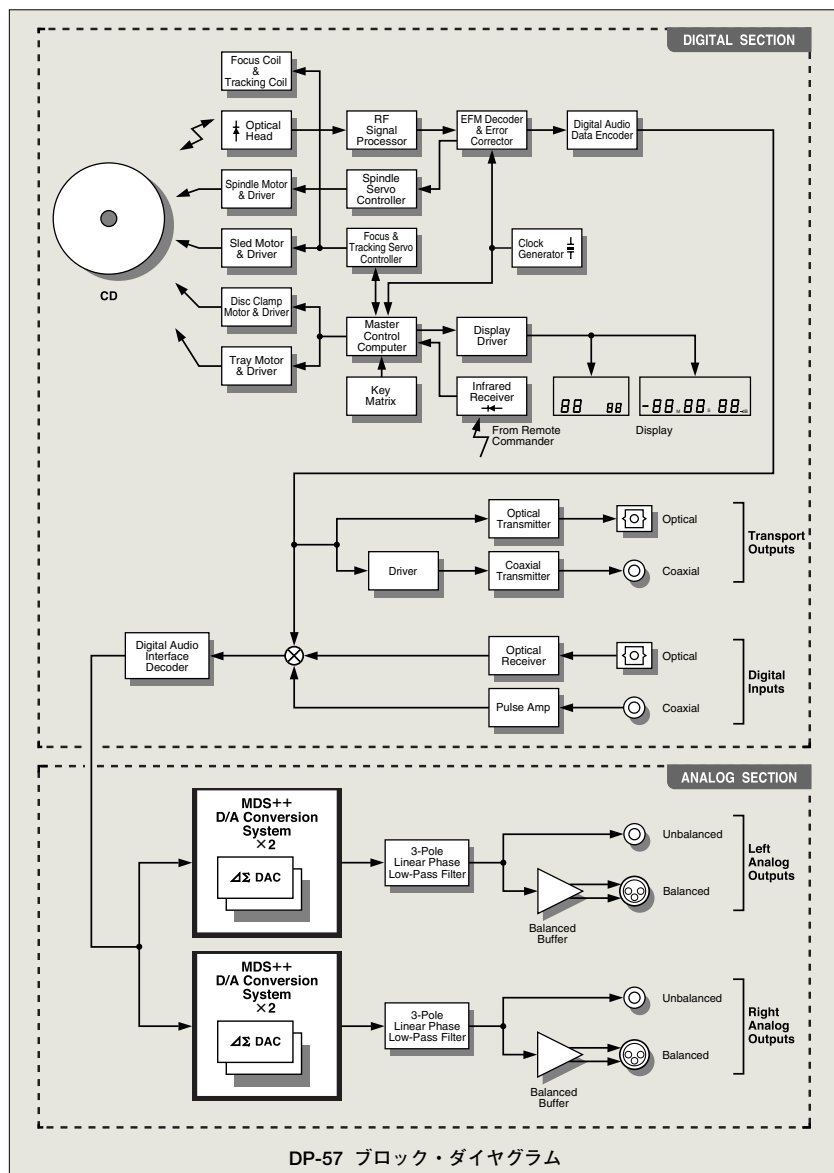 DIGITAL SECTION
Focus Coil
&
Tracking Coil
Optical
Head
RF
Signal
Processor
EFM Decoder
& Error
Corrector
Digital Audio
Data Encoder
Spindle Motor
& Driver
Spindle
Servo
Controller
Sled Motor
& Driver
Focus &
Tracking Servo
Controller
Clock
Generator
CD
Disc Clamp
Motor & Driver
Master
Control
Computer
Display
Driver
Tray Motor
& Driver
Key
Matrix
Infrared
Receiver
88 88
-88 M 88 S 88 dB
From Remote
Commander
Display
Optical
Transmitter
Optical
Transport
Outputs
Driver
Coaxial
Transmitter
Coaxial
Digital Audio
Interface
Decoder
Optical
Receiver
Optical
Digital
Inputs
Pulse Amp
Coaxial
ANALOG SECTION
MDS++
D/A Conversion
System
×2
⊿Σ DAC
3-Pole
Linear Phase
Low-Pass Filter
Unbalanced
Left
Analog
Outputs
Balanced
Balanced
Buffer
MDS++
D/A Conversion
System
×2
⊿Σ DAC
3-Pole
Linear Phase
Low-Pass Filter
Unbalanced
Right
Analog
Outputs
Balanced
Balanced
Buffer
DP-57 ブロック・ダイヤグラム